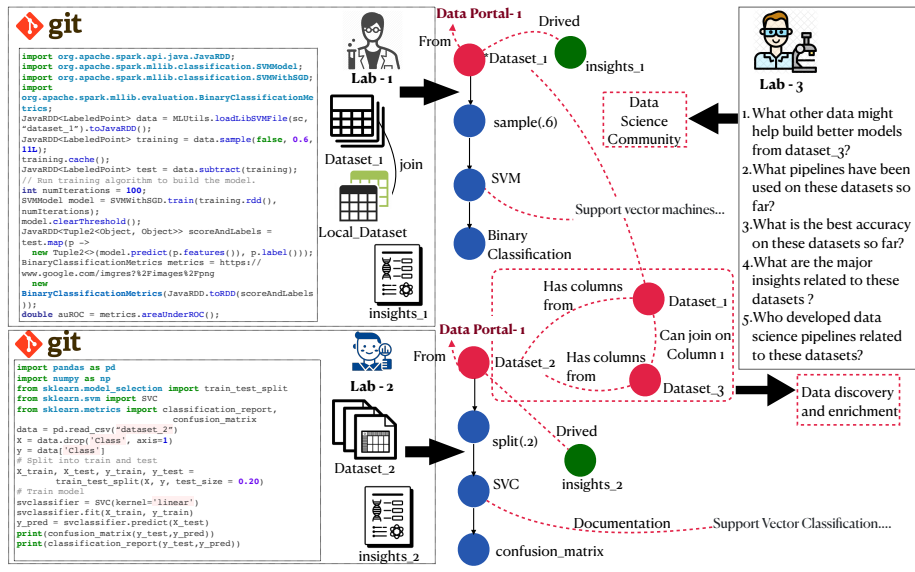 git
import org.apache.spark.api.java.JavaRDD;
import org.apache.spark.mllib.classification.SVMModel;
import org.apache.spark.mllib.classification.SVMWithSGD;
import
org.apache.spark.mllib.evaluation.BinaryClassificationMe
trics;
JavaRDD<LabeledPoint> data = MLUtils.loadLibSVMFile(sc,
“dataset_1”).toJavaRDD();
JavaRDD<LabeledPoint> training = data.sample(false, 0.6,
11L);
training.cache();
JavaRDD<LabeledPoint> test = data.subtract(training);
// Run training algorithm to build the model.
int numIterations = 100;
SVMModel model = SVMWithSGD.train(training.rdd(),
numIterations);
model.clearThreshold();
JavaRDD<Tuple2<Object, Object>> scoreAndLabels =
test.map(p ->
new Tuple2<>(model.predict(p.features()), p.label()));
BinaryClassificationMetrics metrics = https://
www.google.com/imgres?%2Fimages%2Fpng
new
BinaryClassificationMetrics(JavaRDD.toRDD(scoreAndLabels
));
double auROC = metrics.areaUnderROC();
Lab - 1
Dataset_1
join
Local_Dataset
insights_1
Data Portal- 1
From
*Dataset_1
Drived
insights_1
sample(.6)
SVM
Support vector machines...
Binary
Classification
Data
Science
Community
Lab - 3
1.What other data might
help build better models
from dataset_3?
2.What pipelines have been
used on these datasets so
far?
3.What is the best accuracy
on these datasets so far?
4.What are the major
insights related to these
datasets ?
5.Who developed data
science pipelines related
to these datasets?
git
import pandas as pd
import numpy as np
from sklearn.model_selection import train_test_split
from sklearn.svm import SVC
from sklearn.metrics import classification_report,
confusion_matrix
data = pd.read_csv(“dataset_2”)
X = data.drop('Class', axis=1)
y = data['Class']
# Split into train and test
X_train, X_test, y_train, y_test =
train_test_split(X, y, test_size = 0.20)
# Train model
svclassifier = SVC(kernel='linear')
svclassifier.fit(X_train, y_train)
y_pred = svclassifier.predict(X_test)
print(confusion_matrix(y_test,y_pred))
print(classification_report(y_test,y_pred))
Lab - 2
Dataset_2
insights_2
Data Portal-1
From
Dataset_2
Has columns
from
Dataset_1
Can join on
Column 1
Has columns
from
Dataset_3
Data discovery
and enrichment
split(.2)
Drived
insights_2
SVC
Documentation
Support Vector Classification....
confusion_matrix